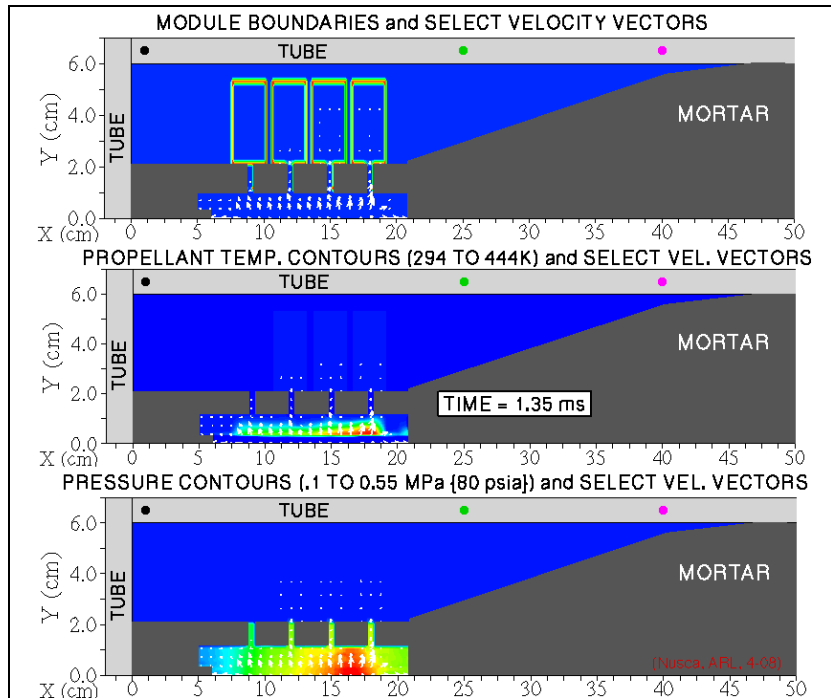 MODULE BOUNDARIES and SELECT VELOCITY VECTORS
TUBE
6.0
Y (cm)
4.0
TUBE
MORTAR
2.0
0.0
X (cm)
0 5 10 15 20 25 30 35 40 45 50
PROPELLANT TEMP. CONTOURS (294 TO 444K) and SELECT VEL. VECTORS
TUBE
6.0
Y (cm)
4.0
TUBE
MORTAR
2.0
TIME = 1.35 ms
0.0
X (cm)
0 5 10 15 20 25 30 35 40 45 50
PRESSURE CONTOURS (.1 TO 0.55 MPa {80 psia}) and SELECT VEL. VECTORS
TUBE
6.0
Y (cm)
4.0
TUBE
MORTAR
2.0
(Nusca, ARL, 4-08)
0.0
X (cm)
0 5 10 15 20 25 30 35 40 45 50